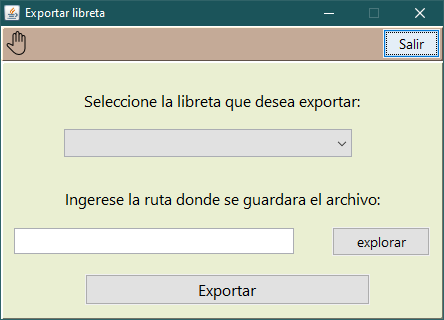 Exportar libreta
Salir
Seleccione la libreta que desea exportar:
Ingerese la ruta donde se guardara el archivo:
explorar
Exportar